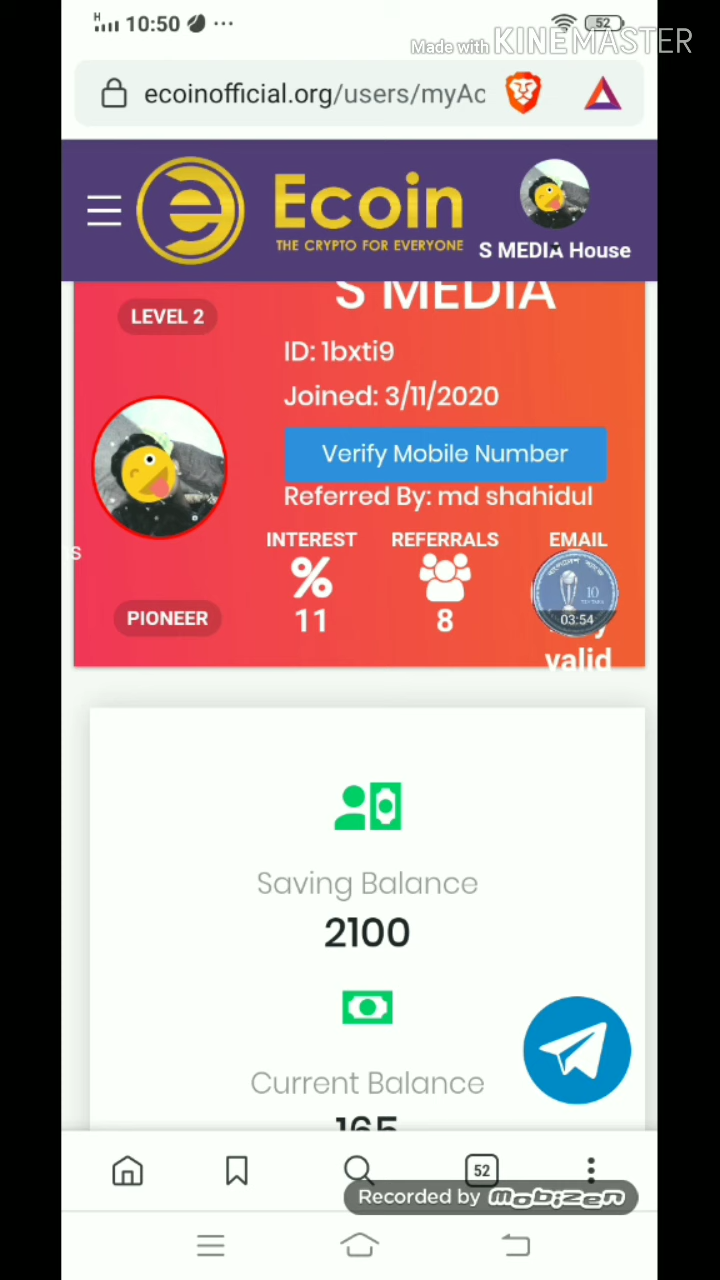 H
10:50 ...
52
Made with KINEMASTER
ecoinofficial.org/users/myAc
Ecoin
THE CRYPTO FOR EVERYONE
S MEDIA House
S MEDIA
LEVEL 2
ID: 1bxti9
Joined: 3/11/2020
Verify Mobile Number
Referred By: md shahidul
INTEREST
REFERRALS
EMAIL
S
%
10
11
8
03:54
PIONEER
valid
Saving Balance
2100
Current Balance
165
52
Recorded by mobizen